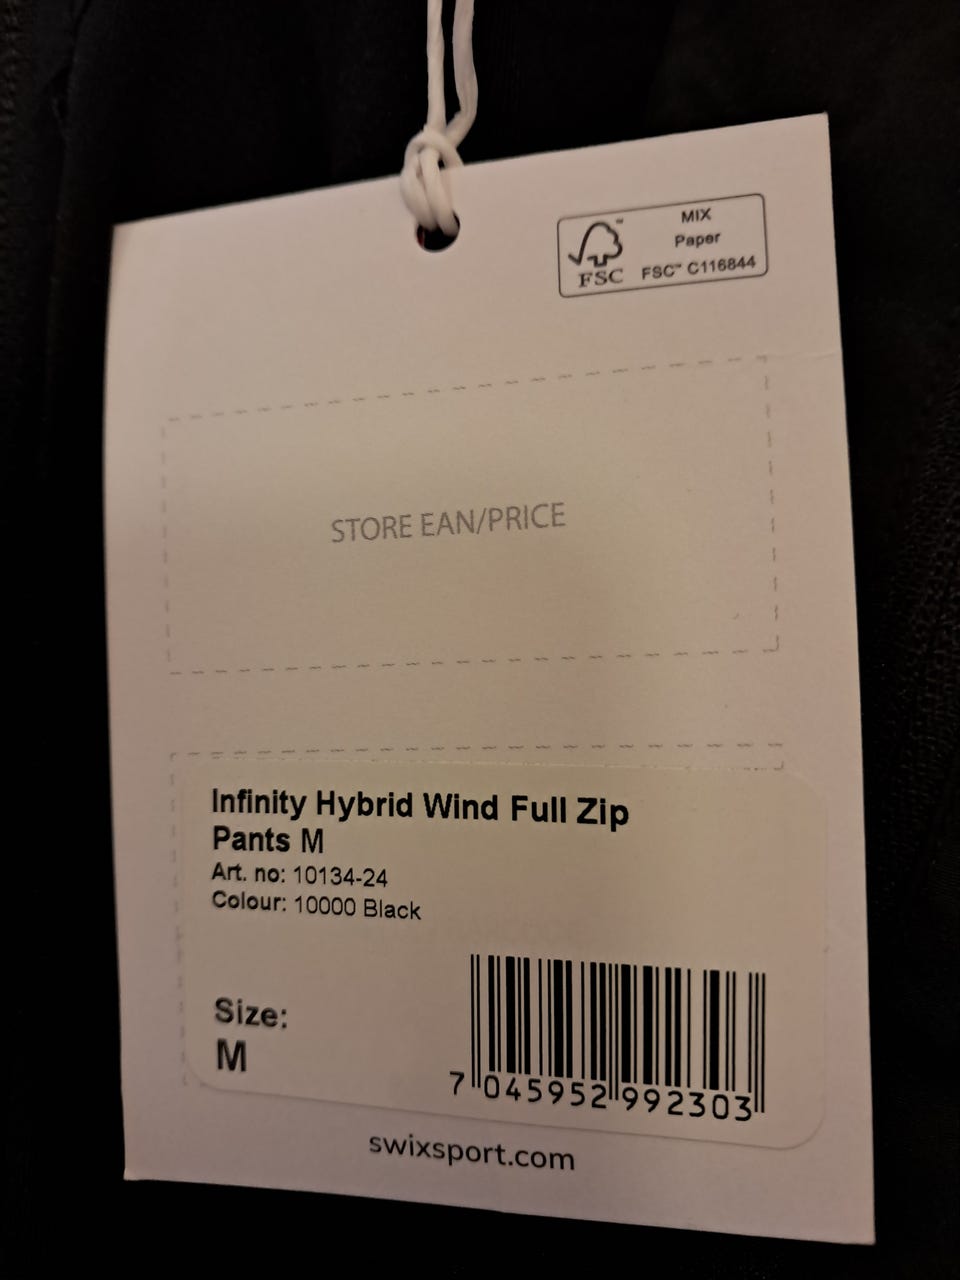 MIX
Paper
FSC™ C116844
™
FSC
STORE EAN/PRICE
Infinity Hybrid Wind Full Zip
Pants M
Art. no: 10134-24
Colour: 10000 Black
Size:
M
7 045952 992303
swixsport.com